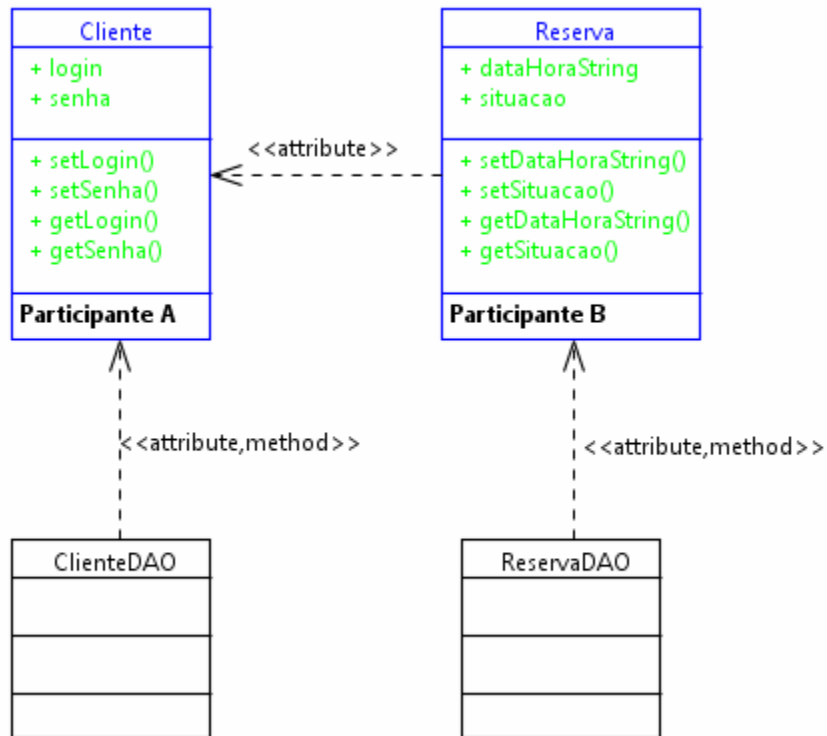 Cliente
+ login
+ senha
+ setLogin()
+ setSenha()
+ getLogin()
+ getSenha()
Participante A
<<attribute>>
Reserva
+ dataHoraString
+ situacao
+ setDataHoraString()
+ setSituacao()
+ getDataHoraString()
+ getSituacao()
Participante B
<<attribute,method>>
<<attribute,method>>
ClienteDAO
ReservaDAO